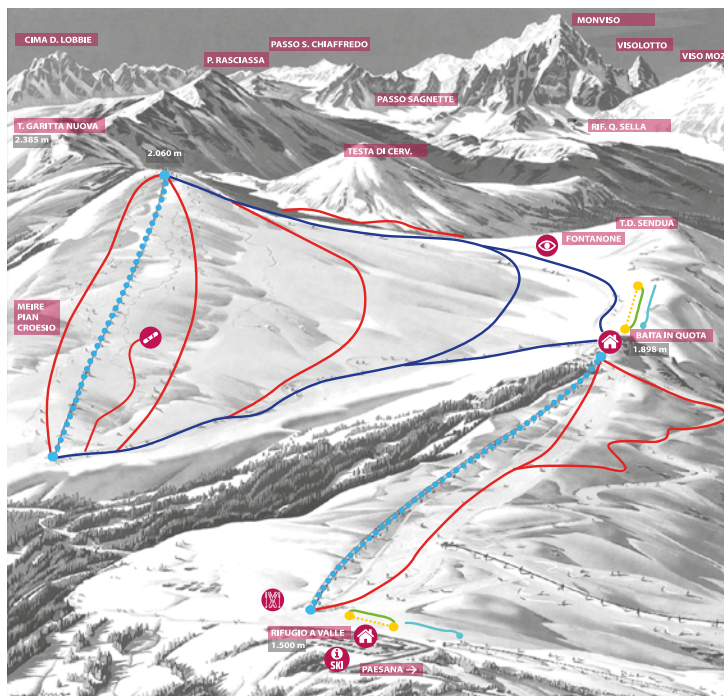 MONVISO
CIMA D. LOBBIE
PASSO S. CHIAFFREDO
VISOLOTTO
P. RASCIASSA
VISO MOZ
PASSO SAGNETTE
T. GARITTA NUOVA
2.385 m
RIF. Q. SELLA
2.060 m
TESTA DI CERV.
T.D. SENDUA
FONTANONE
MEIRE
PIAN
CROESIO
BAITA IN QUOTA
1.898 m
RIFUGIO A VALLE
1.500 m
i
SKI
PAESANA →